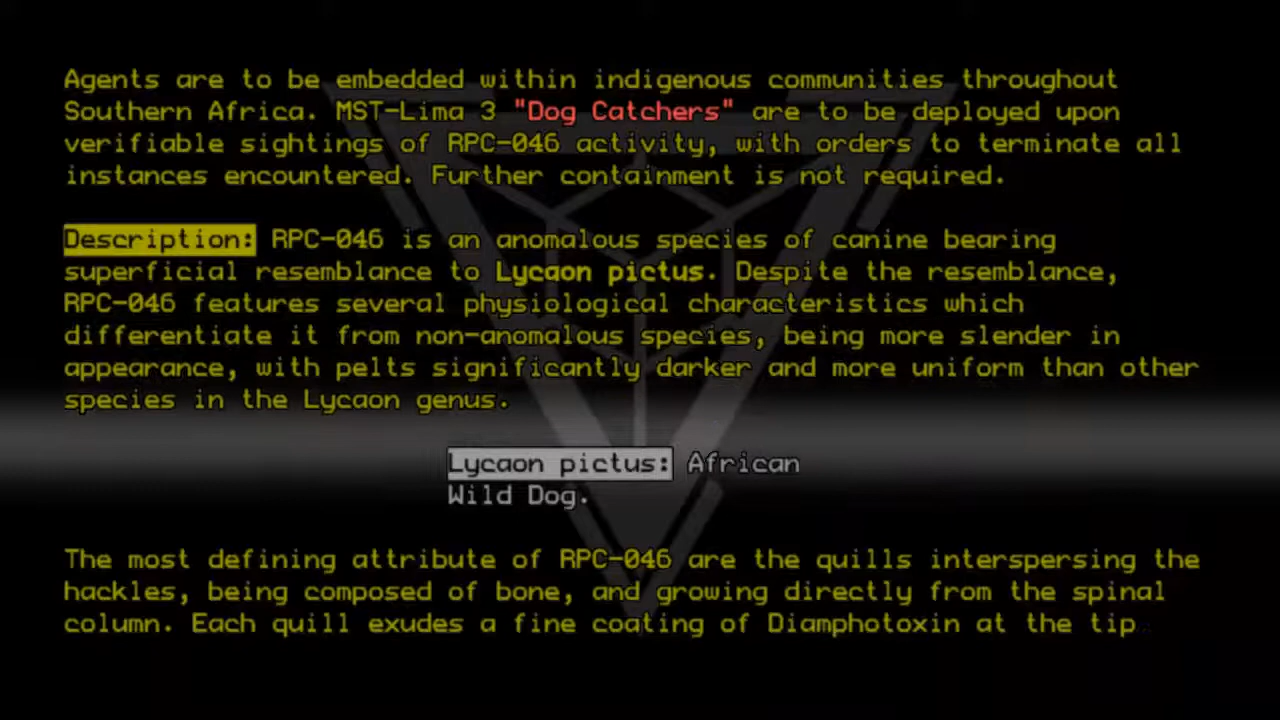 Agents are to be embedded within indigenous communities throughout
Southern Africa. MST-Lima 3 "Dog Catchers" are to be deployed upon
verifiable sightings of RPC-046 activity, with orders to terminate all
instances encountered. Further containment is not required.
Description: RPC-046 is an anomalous species of canine bearing
superficial resemblance to Lycaon pictus. Despite the resemblance,
RPC-046 features several physiological characteristics which
differentiate it from non-anomalous species, being more slender in
appearance, with pelts significantly darker and more uniform than other
species in the Lycaon genus.
Lycaon pictus: African
Wild Dog.
The most defining attribute of RPC-046 are the quills interspersing the
hackles, being composed of bone, and growing directly from the spinal
column. Each quill exudes a fine coating of Diamphotoxin at the tip